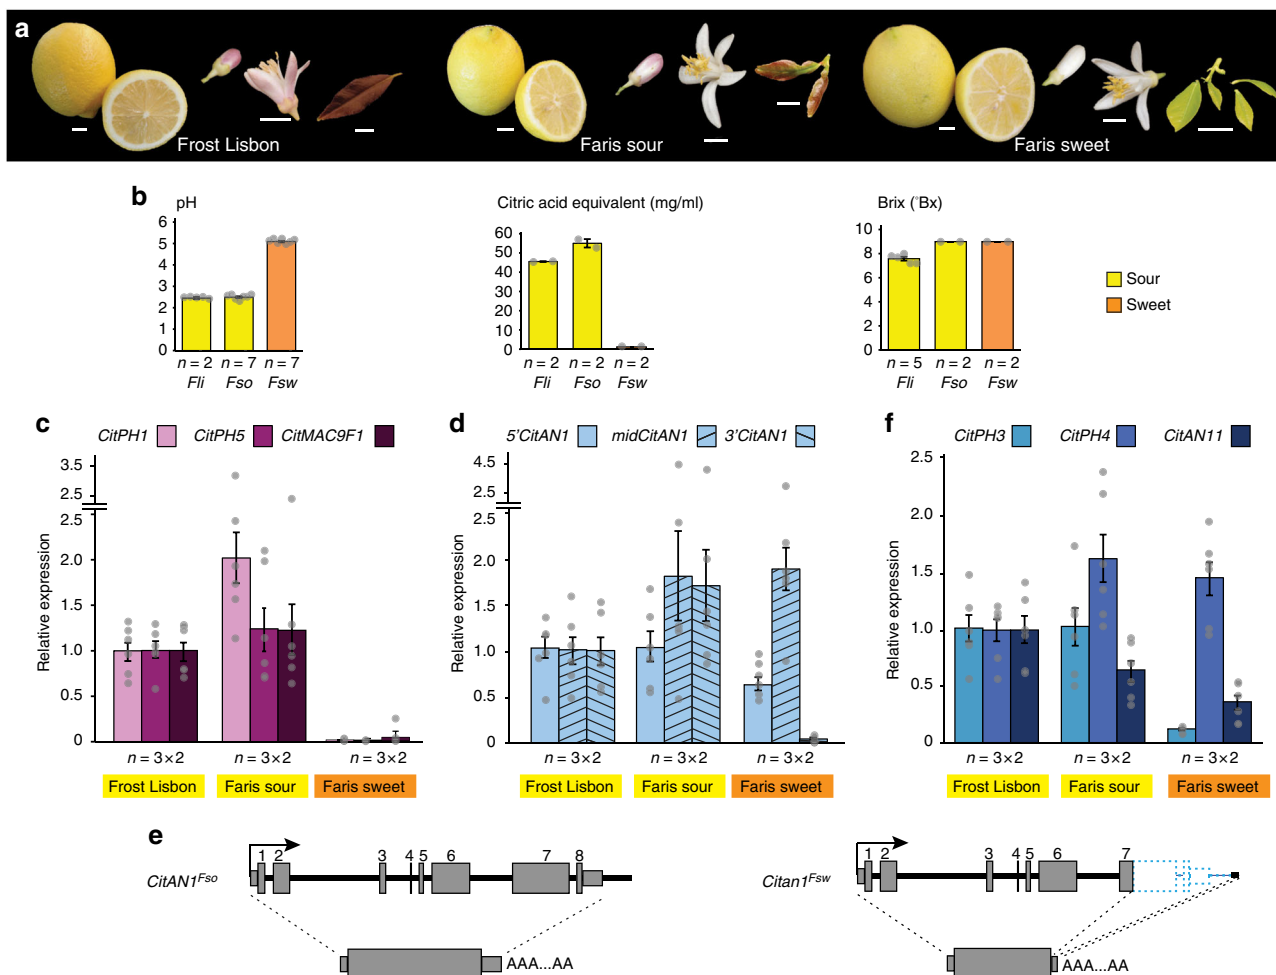 a
Frost Lisbon Faris sour Faris sweet
b
pH
6
5
4
3
2
1
0
n = 2 n = 7 n = 7
Fli Fso Fsw
Citric acid equivalent (mg/ml)
60
50
40
30
20
10
0
n = 2 n = 2 n = 2
Fli Fso Fsw
Brix (°Bx)
10
8
6
4
2
0
n = 5 n = 2 n = 2
Fli Fso Fsw
Sour
Sweet
c
CitPH1 CitPH5 CitMAC9F1
Relative expression
3.5
2.5
2.5
2.0
1.5
1.0
0.5
0
n = 3×2 n = 3×2 n = 3×2
Frost Lisbon Faris sour Faris sweet
d
5'CitAN1 midCitAN1 3'CitAN1
Relative expression
4.5
2.5
2.0
1.5
1.0
0.5
0
n = 3×2 n = 3×2 n = 3×2
Frost Lisbon Faris sour Faris sweet
f
CitPH3 CitPH4 CitAN11
Relative expression
2.5
2.0
1.5
1.0
0.5
0
n = 3×2 n = 3×2 n = 3×2
Frost Lisbon Faris sour Faris sweet
e
CitAN1Fso
1 2 3 4 5 6 7 8
AAA...AA
Citan1Fsw
1 2 3 4 5 6 7
AAA...AA